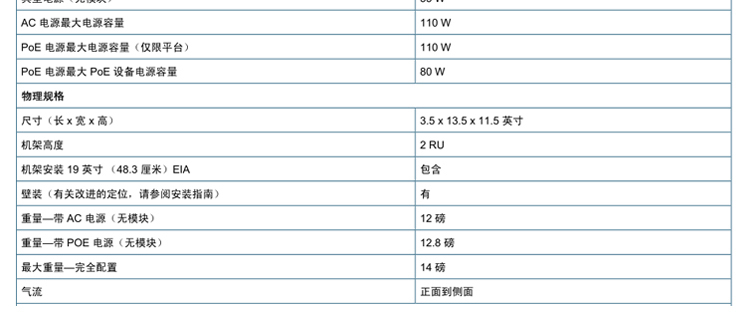 AC 电源最大电源容量 110 W
PoE 电源最大电源容量（仅限平台） 110 W
PoE 电源最大 PoE 设备电源容量 80 W
物理规格
尺寸（长 x 宽 x 高） 3.5 x 13.5 x 11.5 英寸
机架高度 2 RU
机架安装 19 英寸 （48.3 厘米）EIA 包含
壁装（有关改进的定位，请参阅安装指南） 有
重量—带 AC 电源（无模块） 12 磅
重量—带 POE 电源（无模块） 12.8 磅
最大重量—完全配置 14 磅
气流 正面到侧面